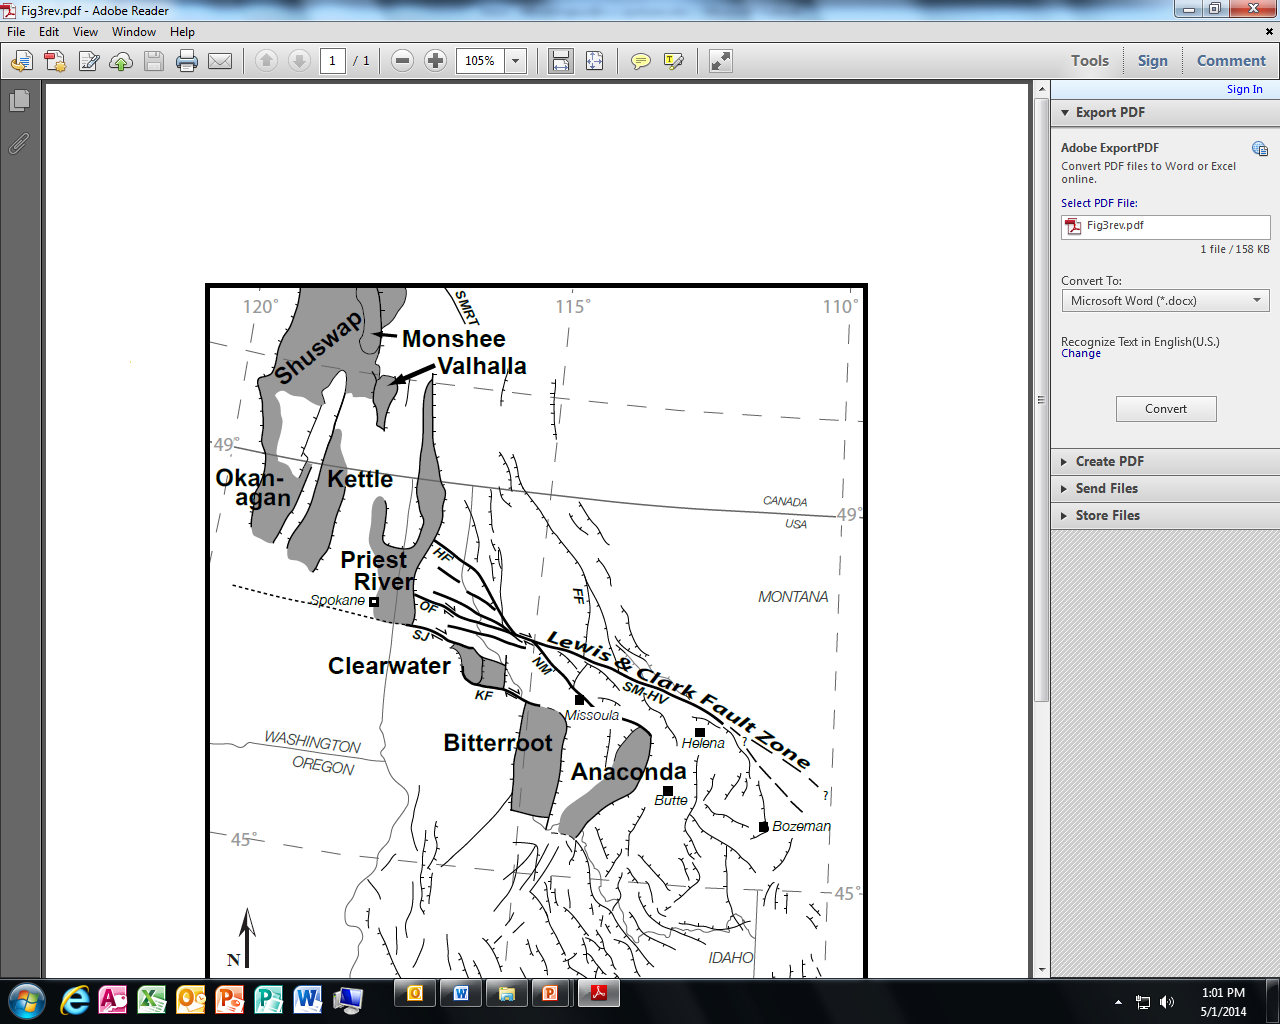 Fig3rev.pdf - Adobe Reader
File Edit View Window Help
1 / 1 105% Tools Sign Comment
Sign In
Export PDF
Adobe ExportPDF
Convert PDF files to Word or Excel
online.
Select PDF File:
Fig3rev.pdf
1 file / 158 KB
Convert To:
Microsoft Word (*.docx)
Recognize Text in English(U.S.)
Change
Convert
Create PDF
Send Files
Store Files
120°
115°
110°
SMRT
Shuswap
Monshee
Valhalla
49°
Okan-
agan
Kettle
CANADA
USA
49°
Priest
River
HF
FF
MONTANA
Spokane
OF
SJ
Lewis & Clark Fault Zone
Clearwater
NM
SM-HV
KF
Missoula
WASHINGTON
OREGON
Bitterroot
Helena
?
Anaconda
Butte
?
Bozeman
45°
45°
N
IDAHO
1:01 PM
5/1/2014